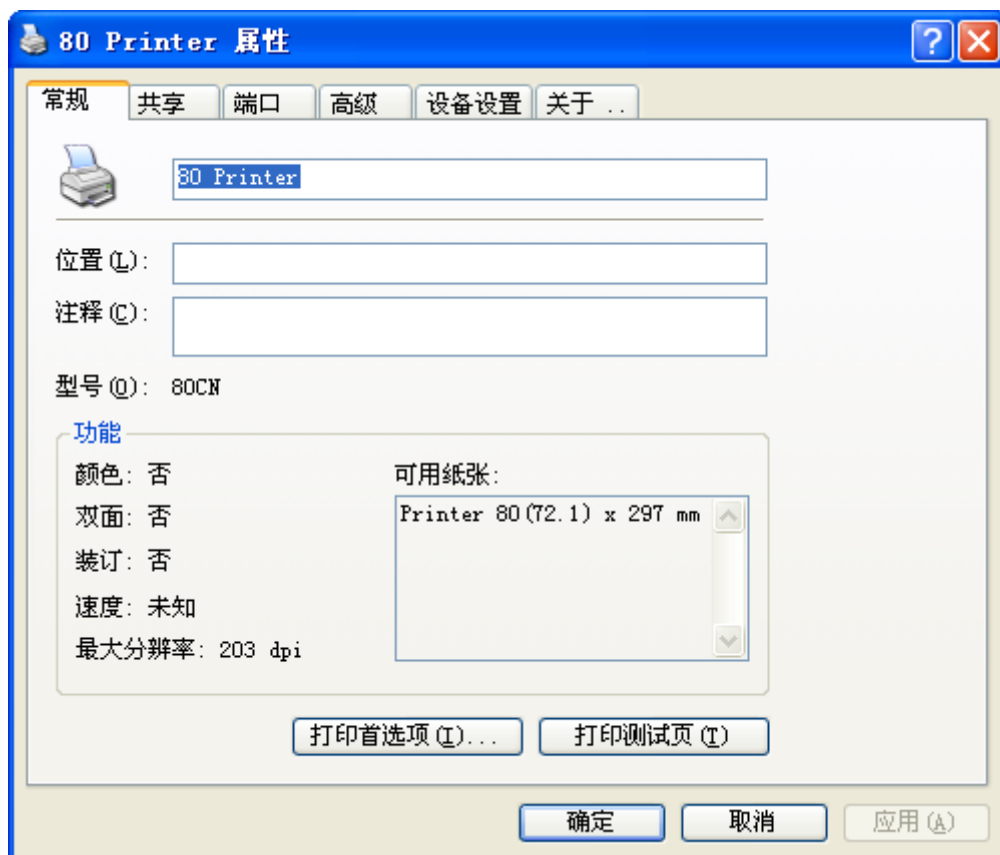 80 Printer 属性
常规 共享 端口 高级 设备设置 关于 ..
80 Printer
位置(L):
注释(C):
型号(O): 80CN
功能
颜色: 否 可用纸张:
双面: 否 Printer 80(72.1) x 297 mm
装订: 否
速度: 未知
最大分辨率: 203 dpi
打印首选项(I)... 打印测试页(T)
确定 取消 应用(A)